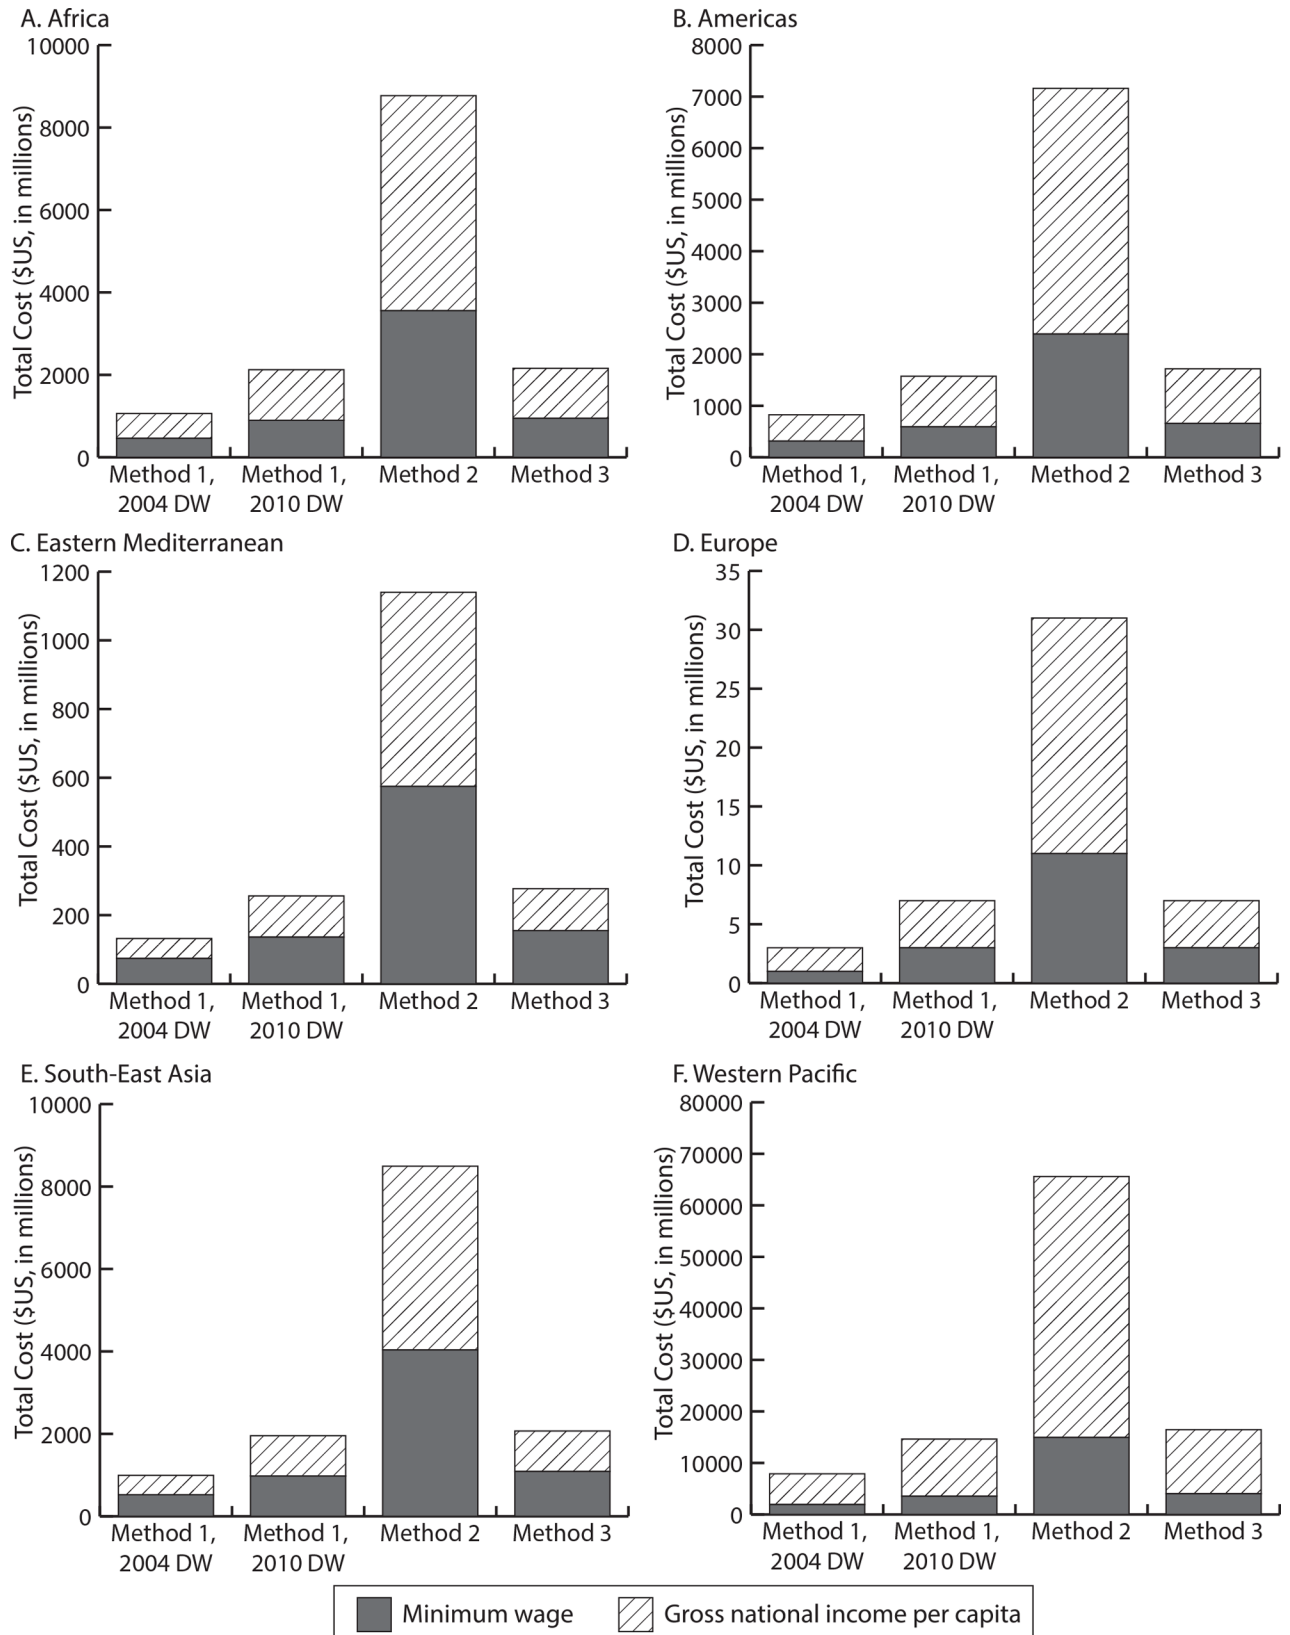 A. Africa
Total Cost ($US, in millions)
10000
8000
6000
4000
2000
0
Method 1,
2004 DW
Method 1,
2010 DW
Method 2
Method 3
B. Americas
Total Cost ($US, in millions)
8000
7000
6000
5000
4000
3000
2000
1000
0
Method 1,
2004 DW
Method 1,
2010 DW
Method 2
Method 3
C. Eastern Mediterranean
Total Cost ($US, in millions)
1200
1000
800
600
400
200
0
Method 1,
2004 DW
Method 1,
2010 DW
Method 2
Method 3
D. Europe
Total Cost ($US, in millions)
35
30
25
20
15
10
5
0
Method 1,
2004 DW
Method 1,
2010 DW
Method 2
Method 3
E. South-East Asia
Total Cost ($US, in millions)
10000
8000
6000
4000
2000
0
Method 1,
2004 DW
Method 1,
2010 DW
Method 2
Method 3
F. Western Pacific
Total Cost ($US, in millions)
80000
70000
60000
50000
40000
30000
20000
10000
0
Method 1,
2004 DW
Method 1,
2010 DW
Method 2
Method 3
Minimum wage
Gross national income per capita